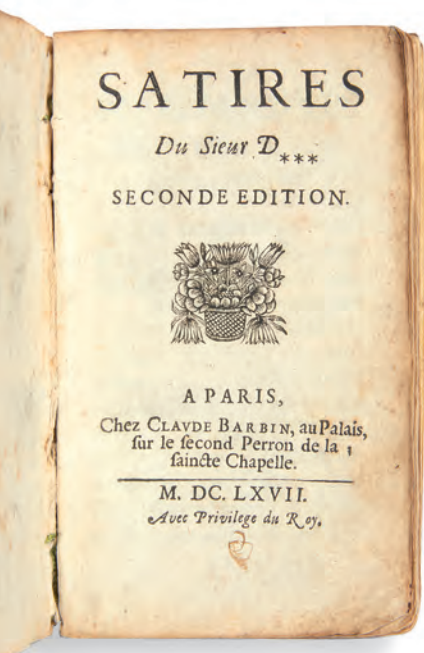 SATIRES
Du Sieur D***
SECONDE EDITION.
A PARIS,
Chez CLAVDE BARBIN, au Palais,
sur le ſecond Perron de la ;
ſaincte Chapelle.
M. DC. LXVII.
Avec Privilege du Roy.